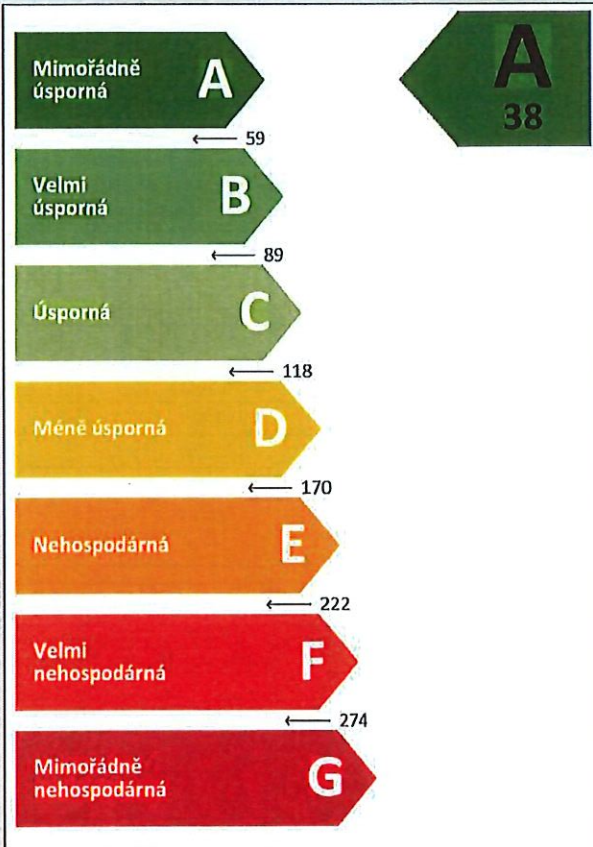 Mimořádně
úsporná
A
59
Velmi
úsporná
B
89
Úsporná
C
118
Méně úsporná
D
170
Nehospodárná
E
222
Velmi
nehospodárná
F
274
Mimořádně
nehospodárná
G
A
38